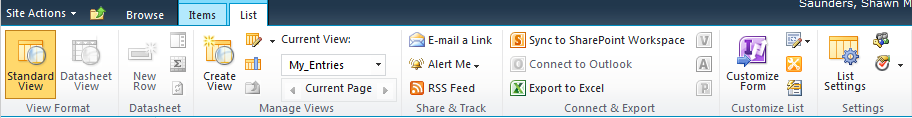 Saunders, Shawn M
Site Actions Browse Items List
Standard View
Datasheet View
View Format
New Row
Datasheet
Create View
Current View:
My_Entries
Current Page
Manage Views
E-mail a Link
Alert Me
RSS Feed
Share & Track
Sync to SharePoint Workspace
Connect to Outlook
Export to Excel
Connect & Export
Customize Form
Customize List
List Settings
Settings